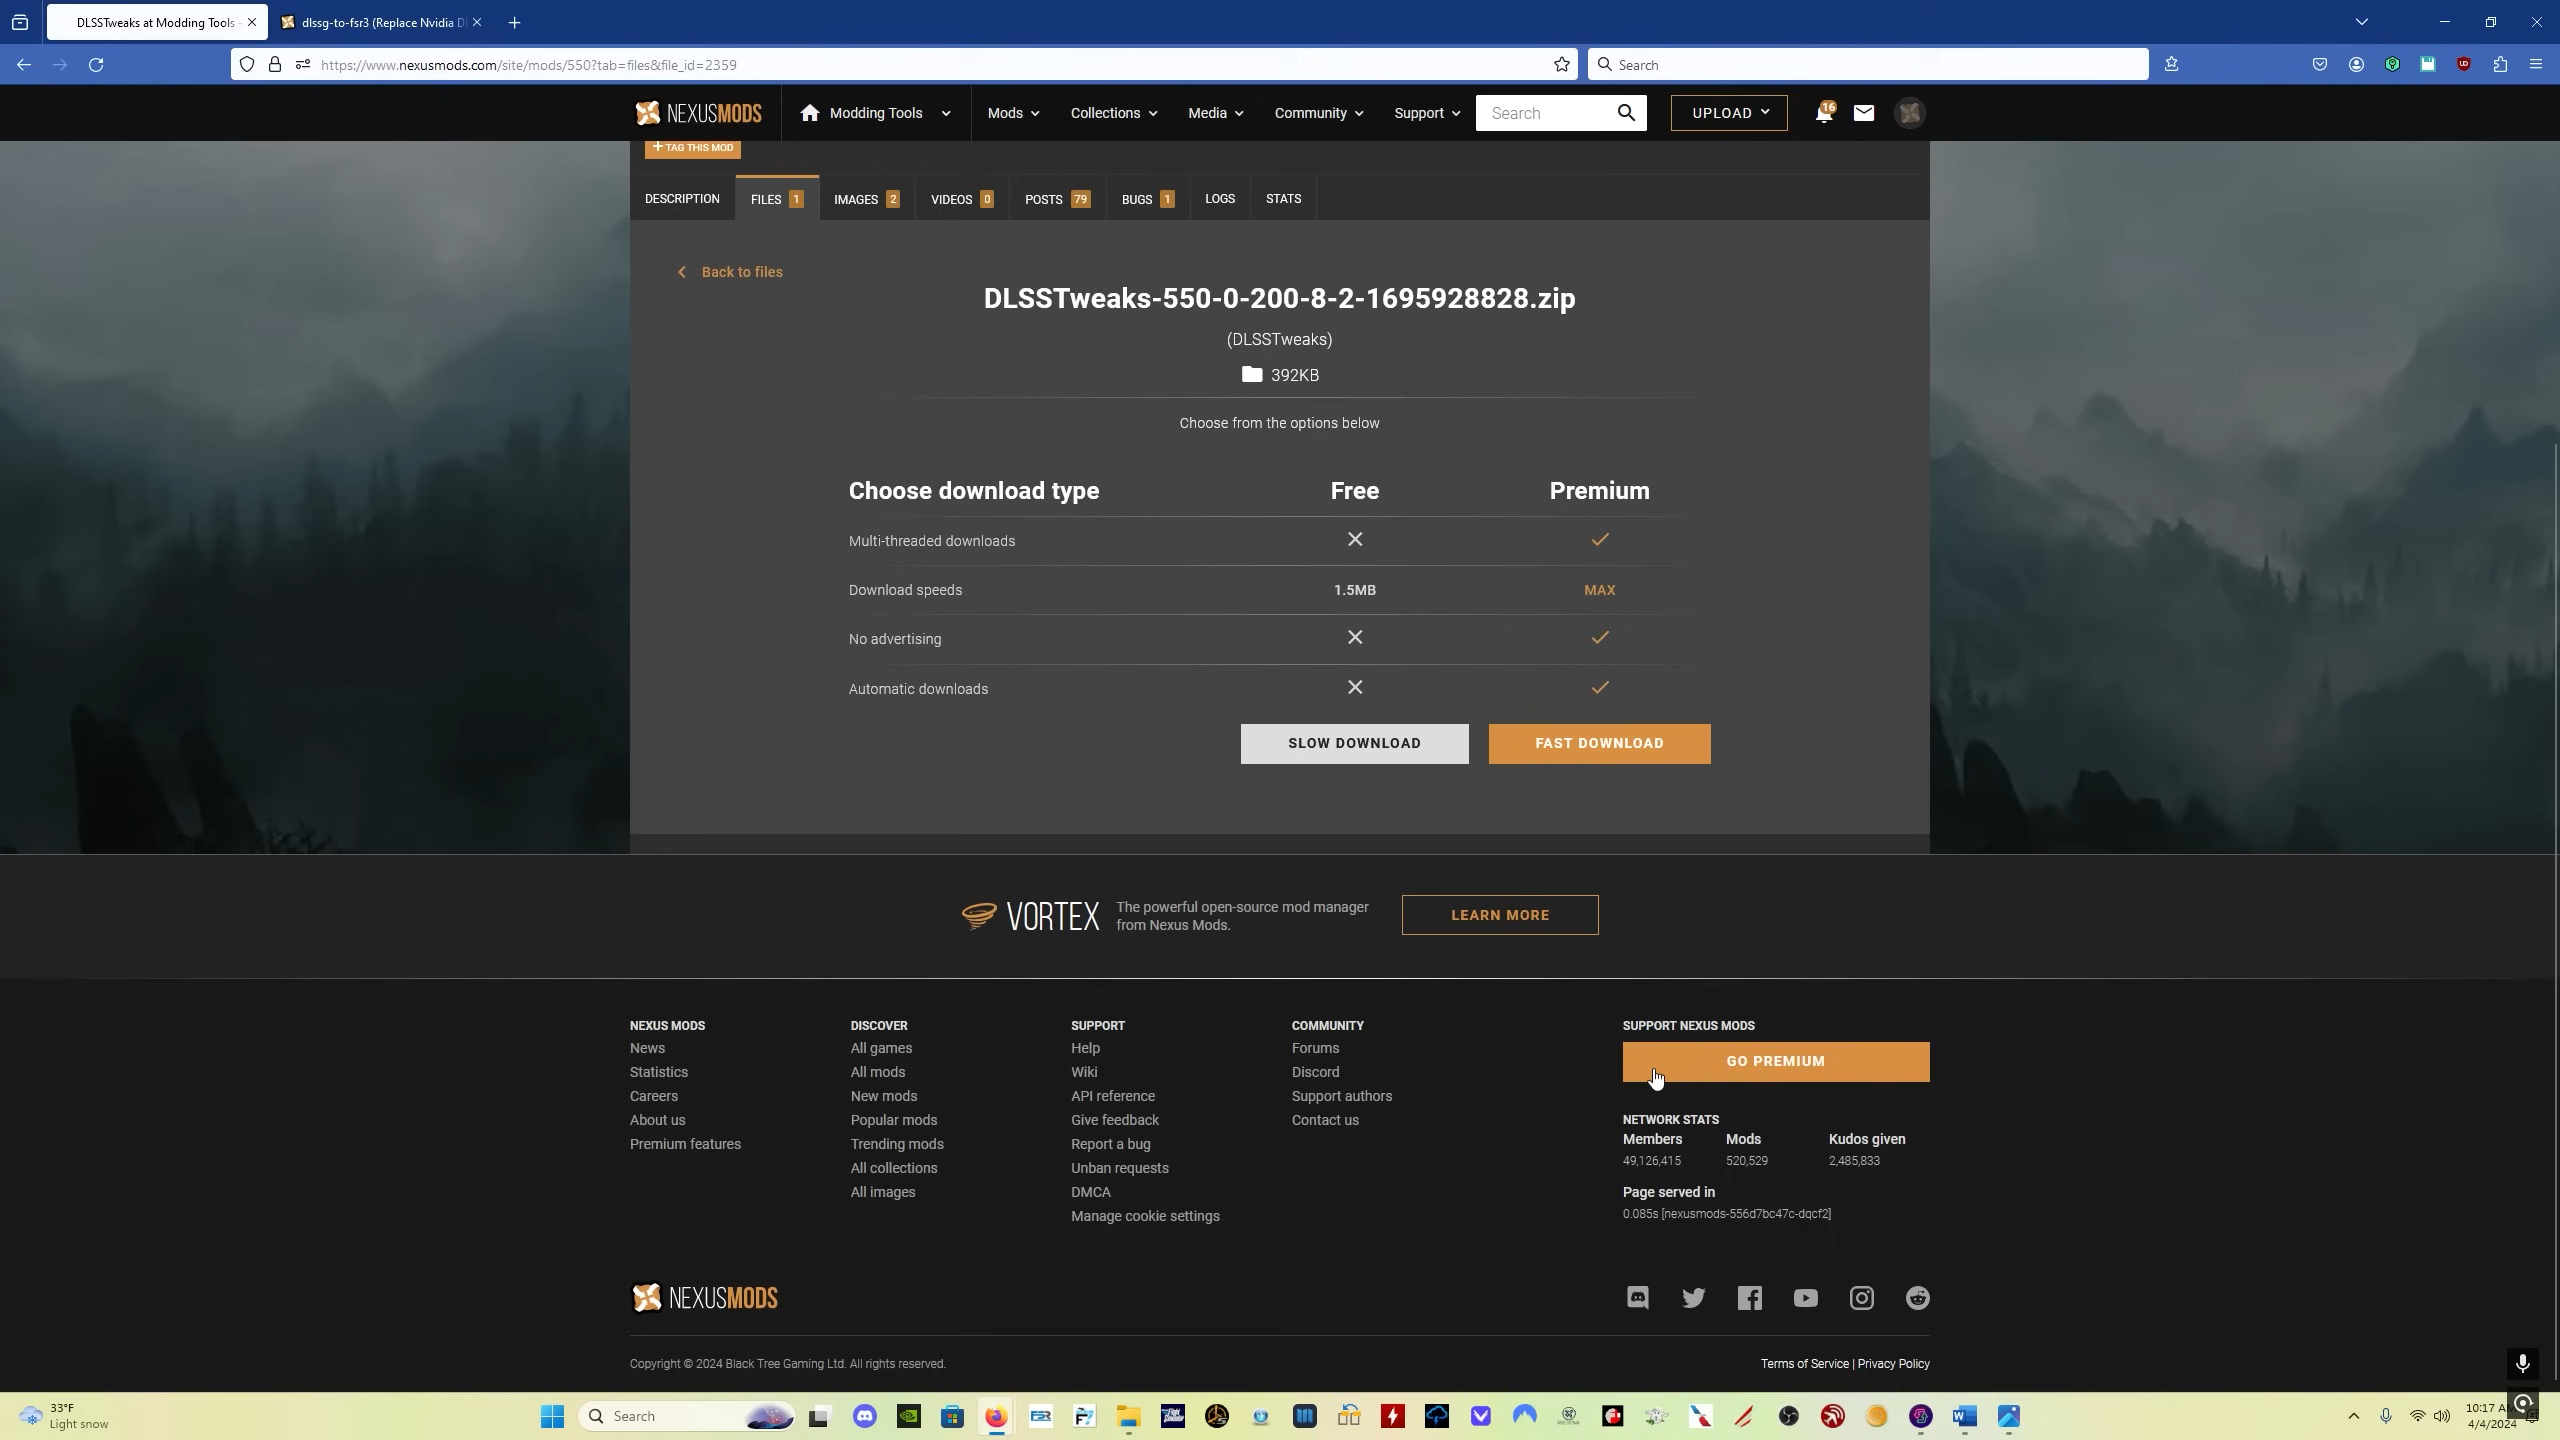 DLSSTweaks at Modding Tools -
dlssg-to-fsr3 (Replace Nvidia D
https://www.nexusmods.com/site/mods/550?tab=files&file_id=2359
Search
NEXUSMODS
Modding Tools
Mods
Collections
Media
Community
Support
Search
UPLOAD
16
+ TAG THIS MOD
DESCRIPTION
FILES 1
IMAGES 2
VIDEOS 0
POSTS 79
BUGS 1
LOGS
STATS
Back to files
DLSSTweaks-550-0-200-8-2-1695928828.zip
(DLSSTweaks)
392KB
Choose from the options below
Choose download type Free Premium
Multi-threaded downloads
Download speeds 1.5MB MAX
No advertising
Automatic downloads
SLOW DOWNLOAD FAST DOWNLOAD
VORTEX
The powerful open-source mod manager
from Nexus Mods.
LEARN MORE
NEXUS MODS
News
Statistics
Careers
About us
Premium features
DISCOVER
All games
All mods
New mods
Popular mods
Trending mods
All collections
All images
SUPPORT
Help
Wiki
API reference
Give feedback
Report a bug
Unban requests
DMCA
Manage cookie settings
COMMUNITY
Forums
Discord
Support authors
Contact us
SUPPORT NEXUS MODS
GO PREMIUM
NETWORK STATS
Members Mods Kudos given
49,126,415 520,529 2,485,833
Page served in
0.085s [nexusmods-556d7bc47c-dqcf2]
NEXUSMODS
Copyright © 2024 Black Tree Gaming Ltd. All rights reserved.
Terms of Service | Privacy Policy
33°F
Light snow
Search
10:17 A
4/4/2024